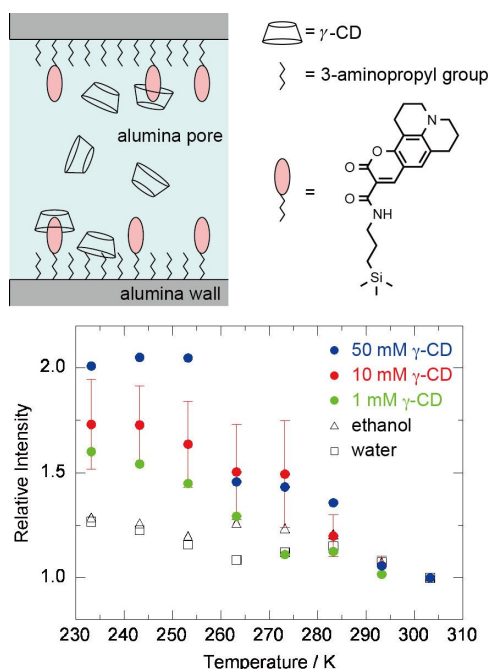 = γ-CD
= 3-aminopropyl group
alumina pore
alumina wall
=
N
O
O
O
NH
Si
Relative Intensity
2.0
1.5
1.0
50 mM γ-CD
10 mM γ-CD
1 mM γ-CD
ethanol
water
230 240 250 260 270 280 290 300 310
Temperature / K